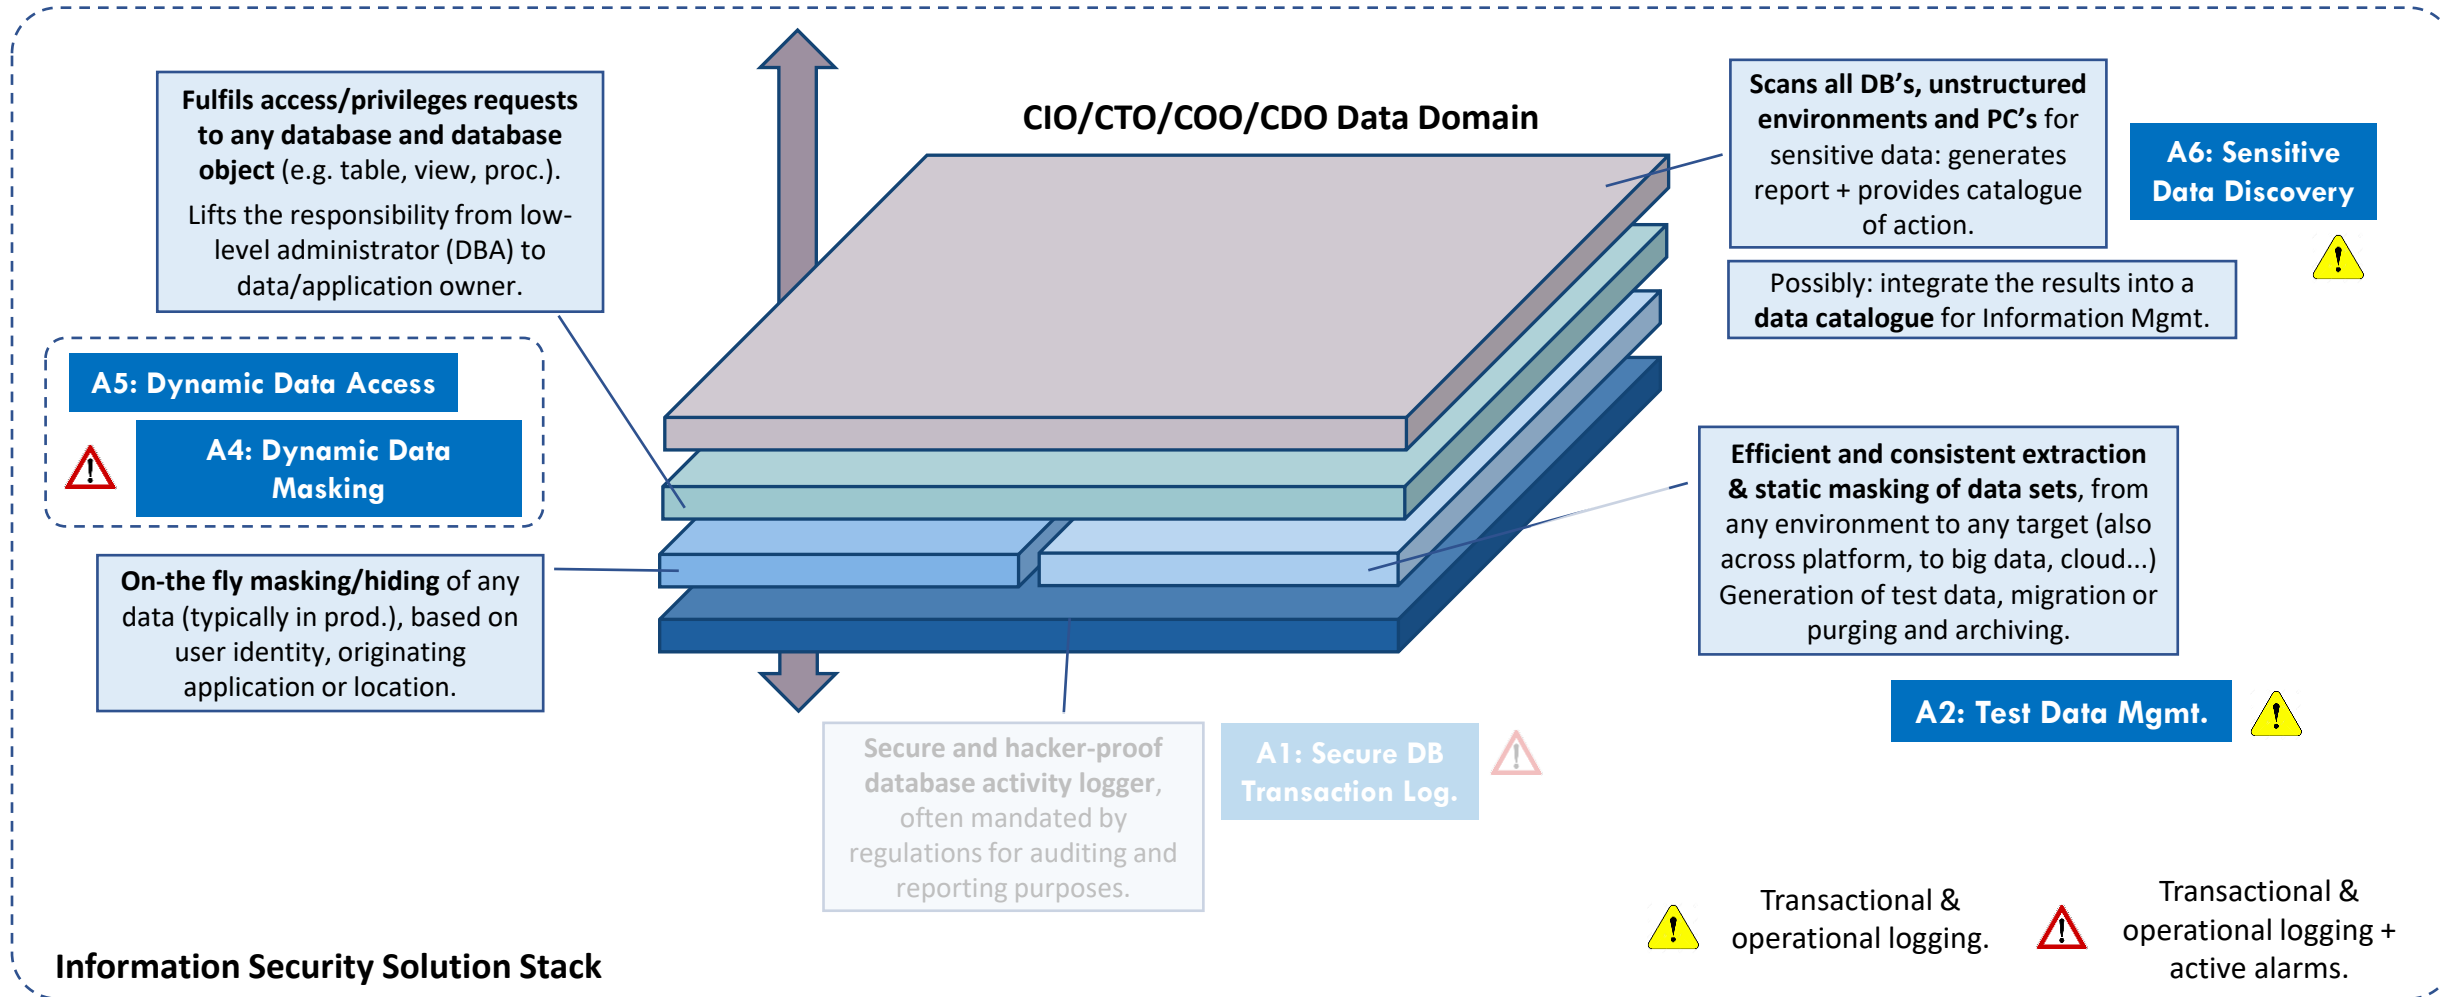 CIO/CTO/COO/CDO Data Domain
Fulfils access/privileges requests
to any database and database
object (e.g. table, view, proc.).
Lifts the responsibility from low-
level administrator (DBA) to
data/application owner.
A5: Dynamic Data Access
A4: Dynamic Data
Masking
On-the fly masking/hiding of any
data (typically in prod.), based on
user identity, originating
application or location.
Scans all DB’s, unstructured
environments and PC’s for
sensitive data: generates
report + provides catalogue
of action.
A6: Sensitive
Data Discovery
Possibly: integrate the results into a
data catalogue for Information Mgmt.
Efficient and consistent extraction
& static masking of data sets, from
any environment to any target (also
across platform, to big data, cloud...)
Generation of test data, migration or
purging and archiving.
A2: Test Data Mgmt.
Secure and hacker-proof
database activity logger,
often mandated by
regulations for auditing and
reporting purposes.
A1: Secure DB
Transaction Log.
Transactional &
operational logging.
Transactional &
operational logging +
active alarms.
Information Security Solution Stack